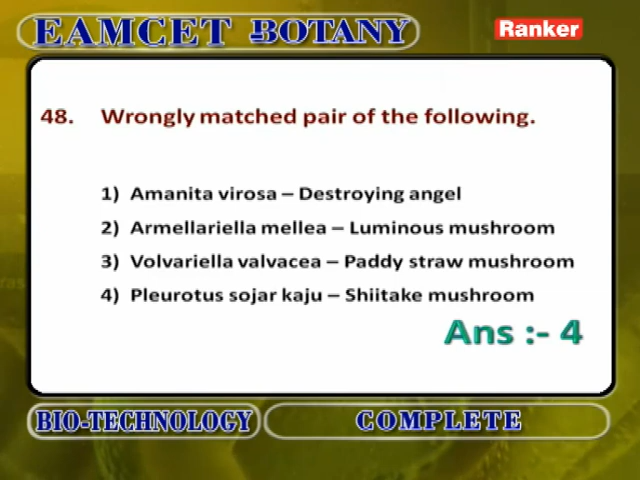 EAMCET BOTANY
Ranker
48. Wrongly matched pair of the following.
1) Amanita virosa – Destroying angel
2) Armellariella mellea – Luminous mushroom
3) Volvariella valvacea – Paddy straw mushroom
4) Pleurotus sojar kaju – Shiitake mushroom
Ans :- 4
BIO-TECHNOLOGY
COMPLETE